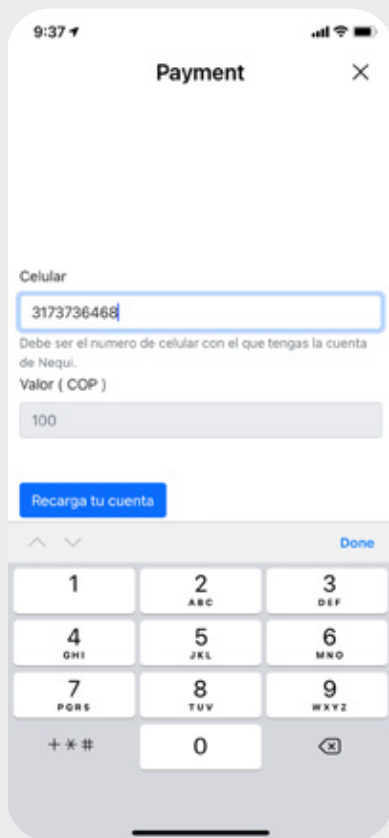 9:37
Payment
Celular
3173736468
Debe ser el numero de celular con el que tengas la cuenta
de Nequi.
Valor ( COP )
100
Recarga tu cuenta
Done
1
2
ABC
3
DEF
4
GHI
5
JKL
6
MNO
7
PQRS
8
TUV
9
WXYZ
+ * #
0